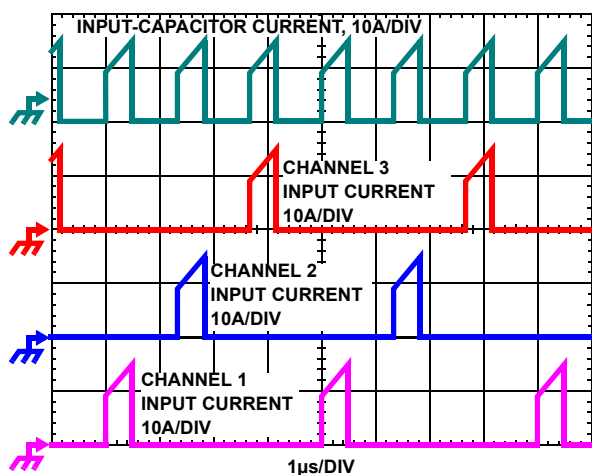 INPUT-CAPACITOR CURRENT, 10A/DIV
CHANNEL 3
INPUT CURRENT
10A/DIV
CHANNEL 2
INPUT CURRENT
10A/DIV
CHANNEL 1
INPUT CURRENT
10A/DIV
1µs/DIV